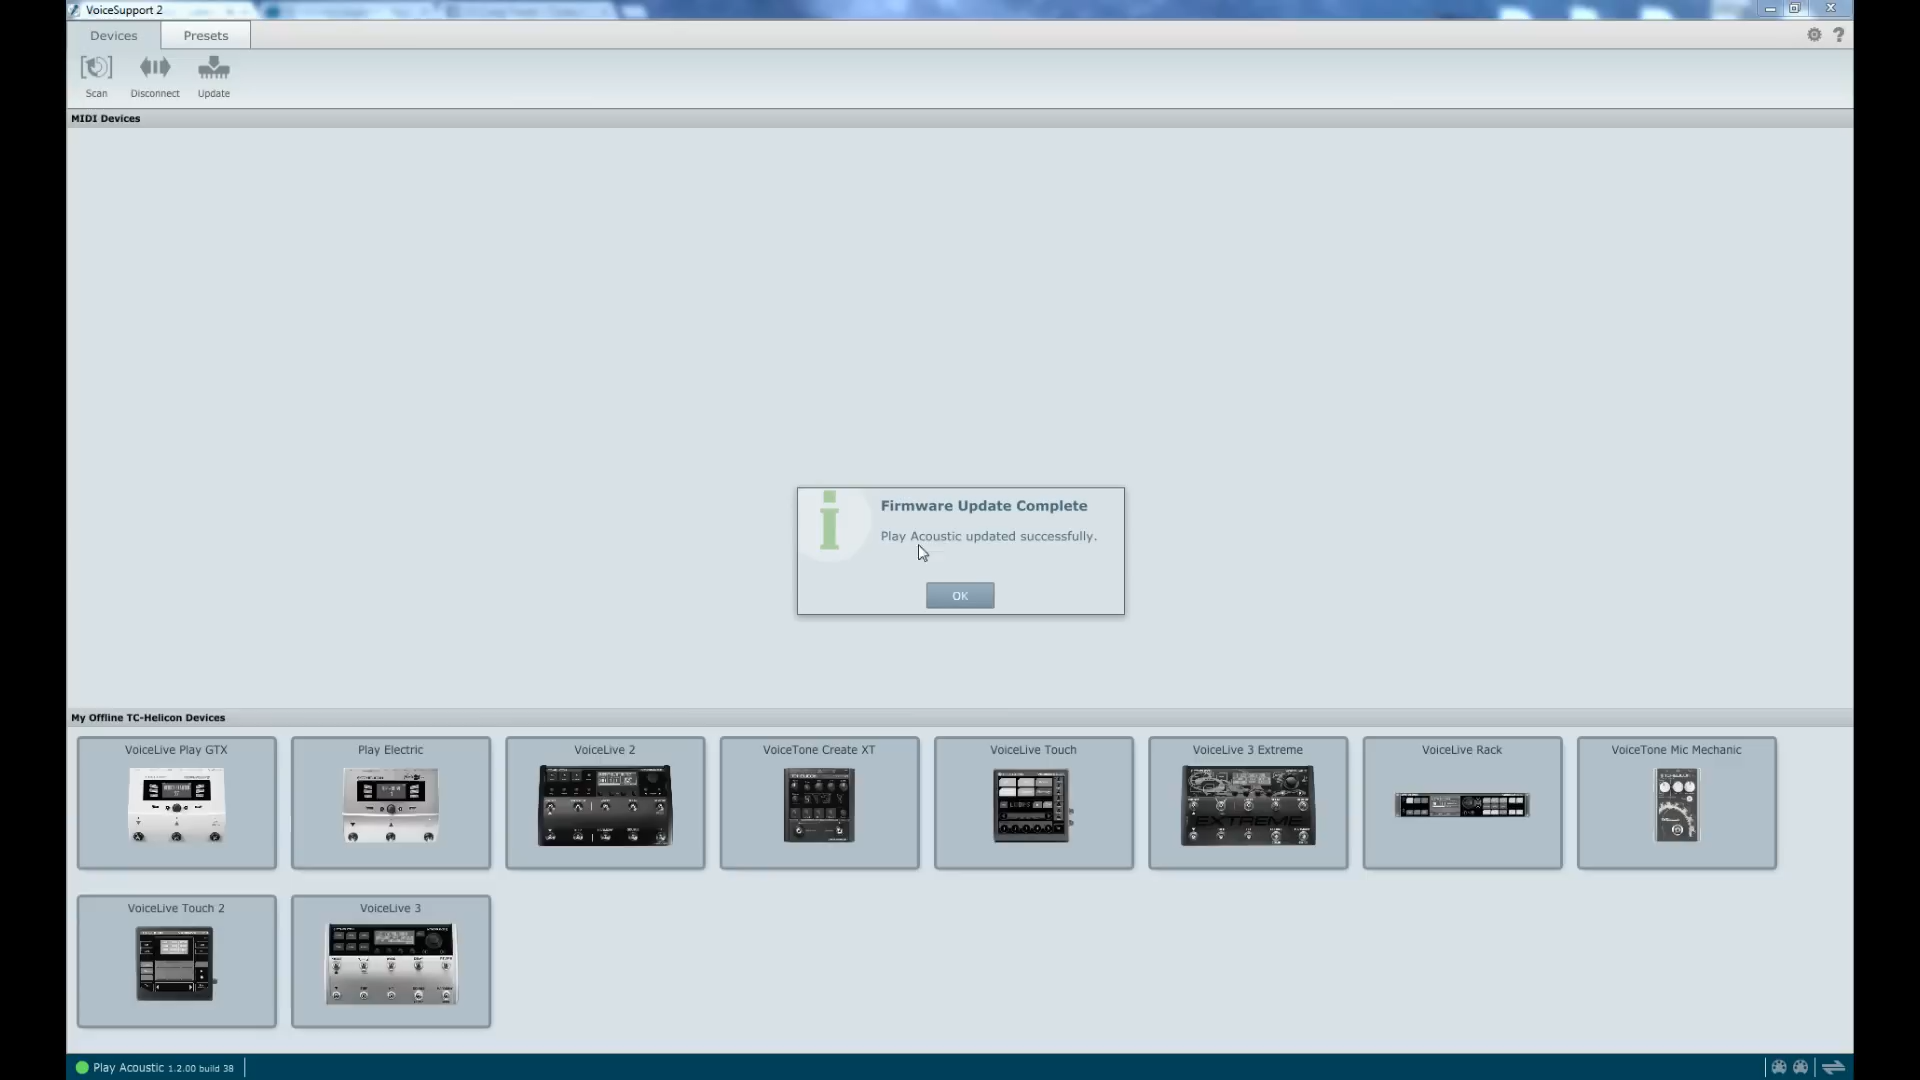 VoiceSupport 2
Devices
Presets
Scan
Disconnect
Update
MIDI Devices
Firmware Update Complete
Play Acoustic updated successfully.
OK
My Offline TC-Helicon Devices
VoiceLive Play GTX
Play Electric
VoiceLive 2
VoiceTone Create XT
VoiceLive Touch
VoiceLive 3 Extreme
VoiceLive Rack
VoiceTone Mic Mechanic
EXTREME
VoiceLive Touch 2
VoiceLive 3
Play Acoustic 1.2.00 build 38